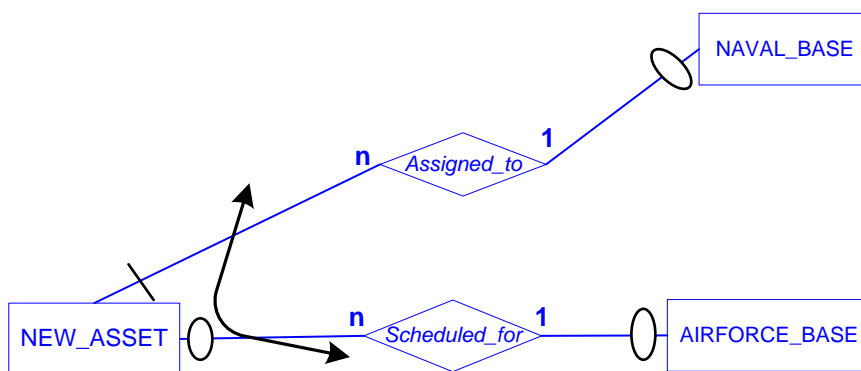 NAVAL_BASE
1
n
Assigned_to
n
1
NEW_ASSET
Scheduled_for
AIRFORCE_BASE